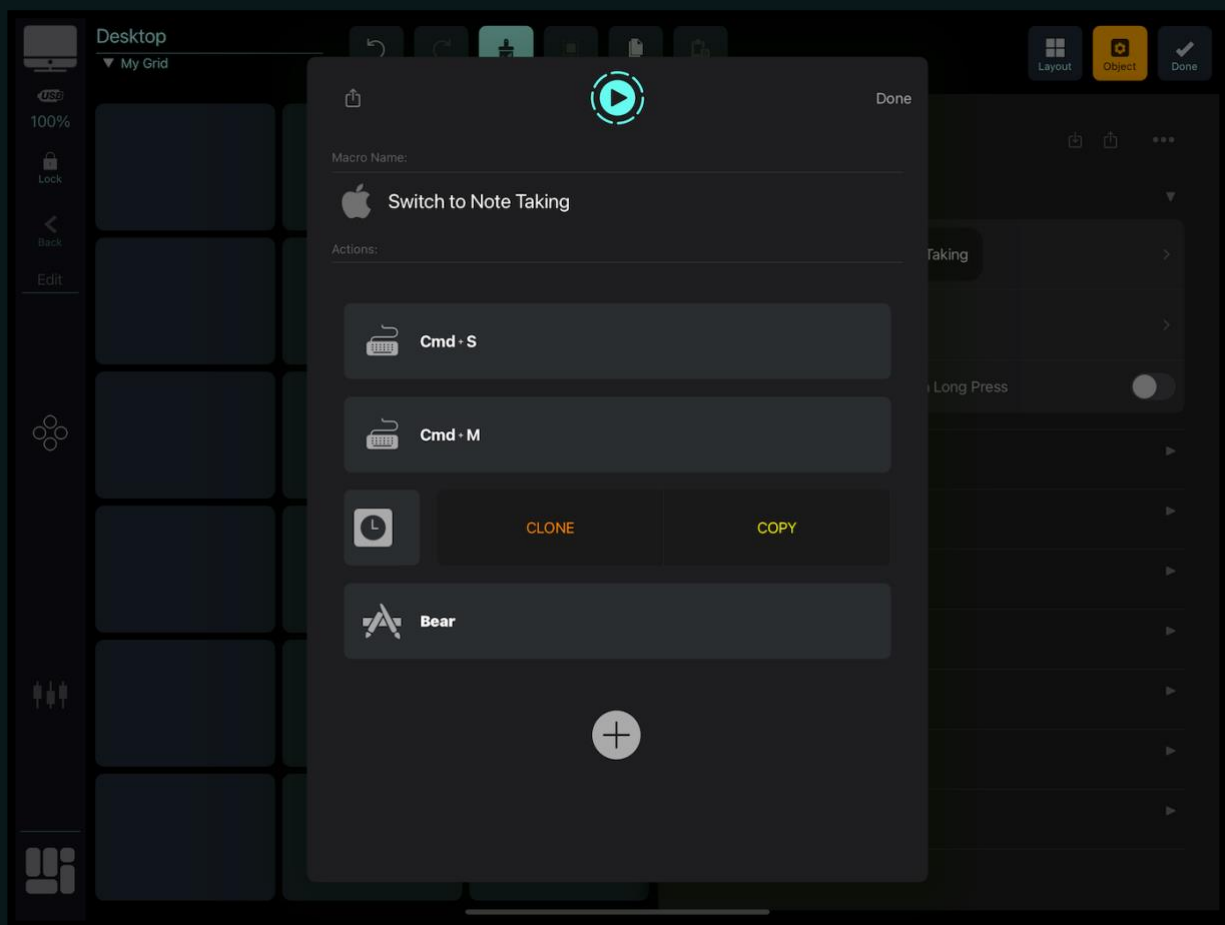 Desktop
▼ My Grid
USB
100%
Lock
Back
Edit
Layout
Object
Done
Done
Macro Name:
Switch to Note Taking
Actions:
Taking
Long Press
Cmd + S
Cmd + M
CLONE
COPY
Bear